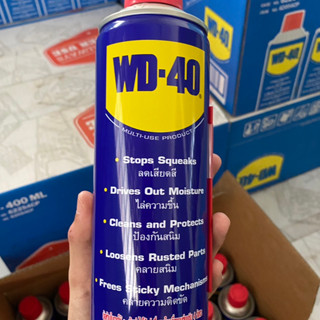 WD-40
MULTI-USE PRODUCT
• Stops Squeaks
ลดเสียดสี
• Drives Out Moisture
ไล่ความชื้น
• Cleans and Protects
ป้องกันสนิม
• Loosens Rusted Parts
คลายสนิม
• Frees Sticky Mechanisms
คลายความติดขัด
400 ML
WD-40